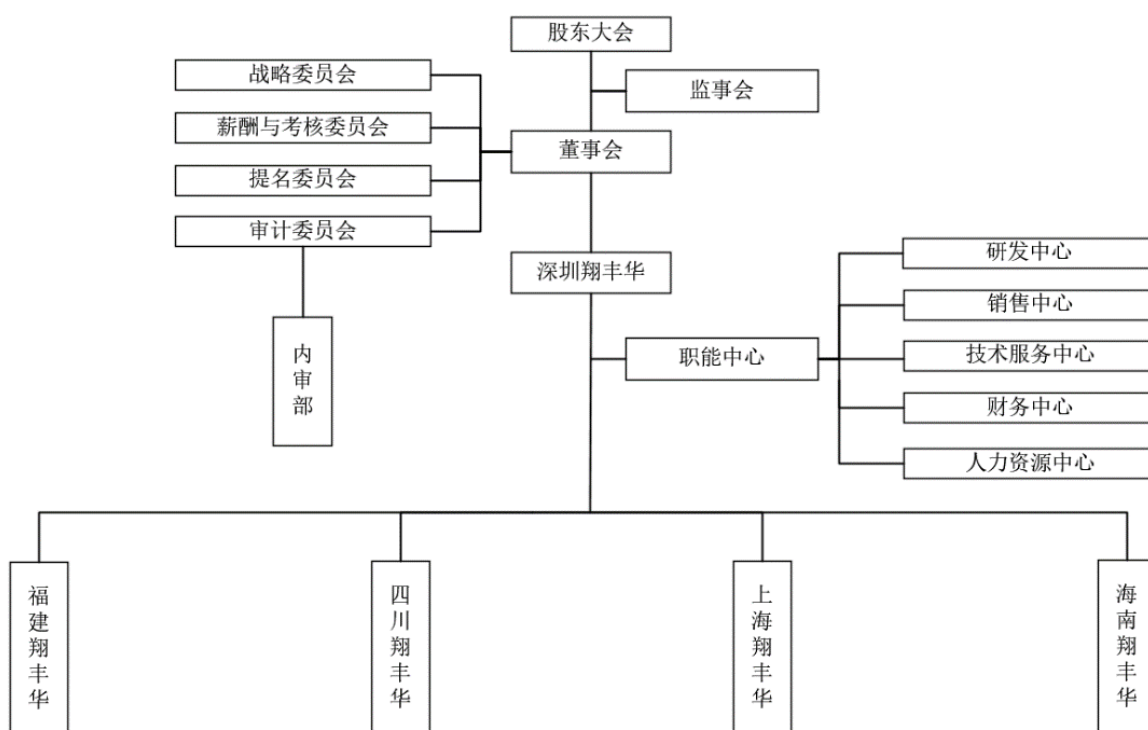 股东大会
监事会
战略委员会
薪酬与考核委员会
董事会
提名委员会
审计委员会
深圳翔丰华
研发中心
销售中心
内审部
职能中心
技术服务中心
财务中心
人力资源中心
福建翔丰华
四川翔丰华
上海翔丰华
海南翔丰华